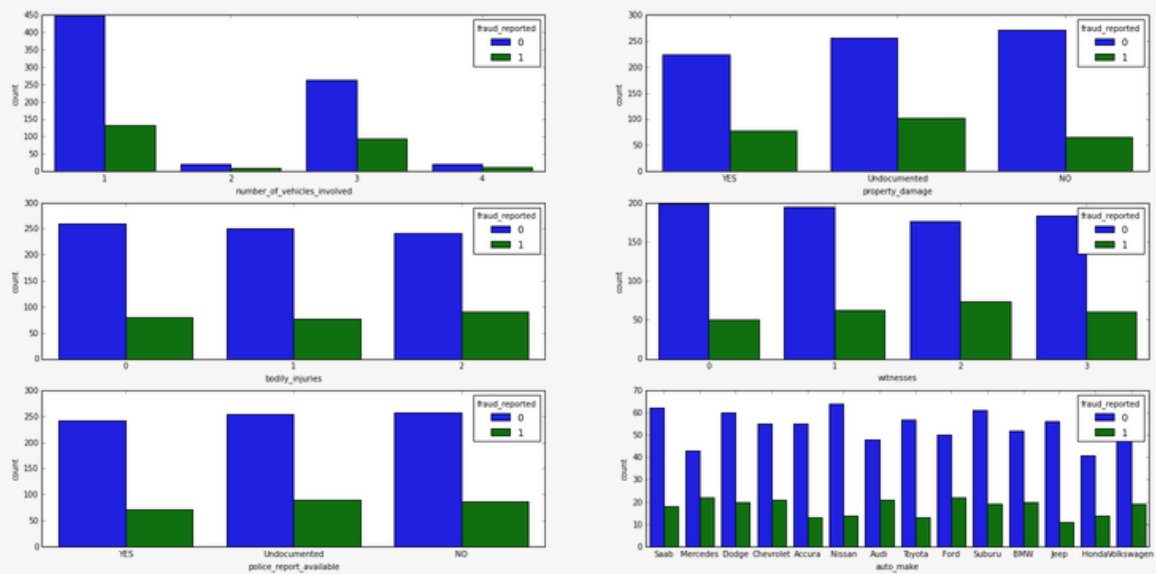 450
400
350
300
250
200
150
100
50
0
count
fraud_reported
0
1
1 2 3 4
number_of_vehicles_involved
300
250
200
150
100
50
0
count
fraud_reported
0
1
YES Undocumented NO
property_damage
300
250
200
150
100
50
0
count
fraud_reported
0
1
0 1 2
bodily_injuries
200
150
100
50
0
count
fraud_reported
0
1
0 1 2 3
witnesses
300
250
200
150
100
50
0
count
fraud_reported
0
1
YES Undocumented NO
police_report_available
70
60
50
40
30
20
10
0
count
fraud_reported
0
1
Saab Mercedes Dodge Chevrolet Accura Nissan Audi Toyota Ford Suburu BMW Jeep Honda Volkswagen
auto_make